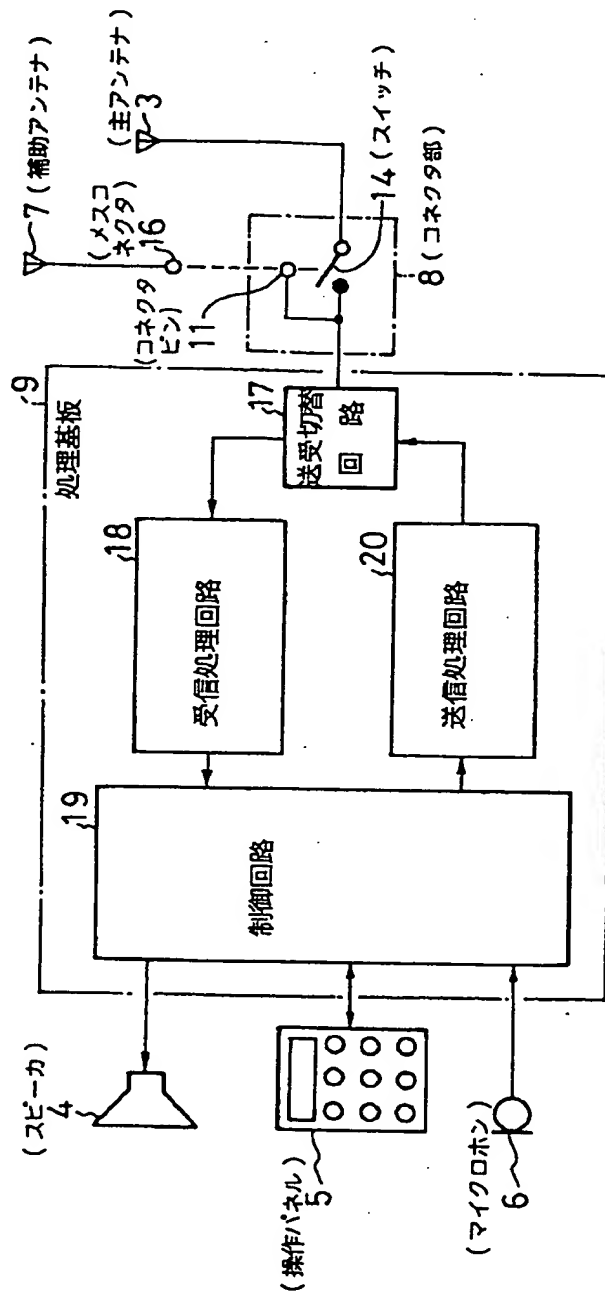 7(補助アンテナ)
(主アンテナ)
3
(メスコ
ネクタ)
16
(コネクタ
ピン)
11
14(スイッチ)
8(コネクタ部)
9
処理基板
17
送受切替
回路
18
受信処理回路
20
送信処理回路
19
制御回路
(スピーカ)
4
(操作パネル)
5
(マイクロホン)
6